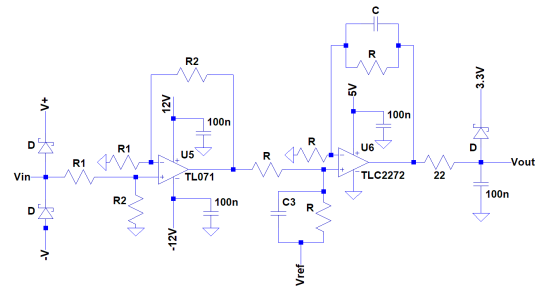 C
R2
R
3.3V
V+
12V
5V
100n
100n
D
R1
U5
R
U6
D
Vin
R1
TL071
R
TLC2272
22
Vout
D
R2
100n
C3
R
100n
-V
-12V
Vref